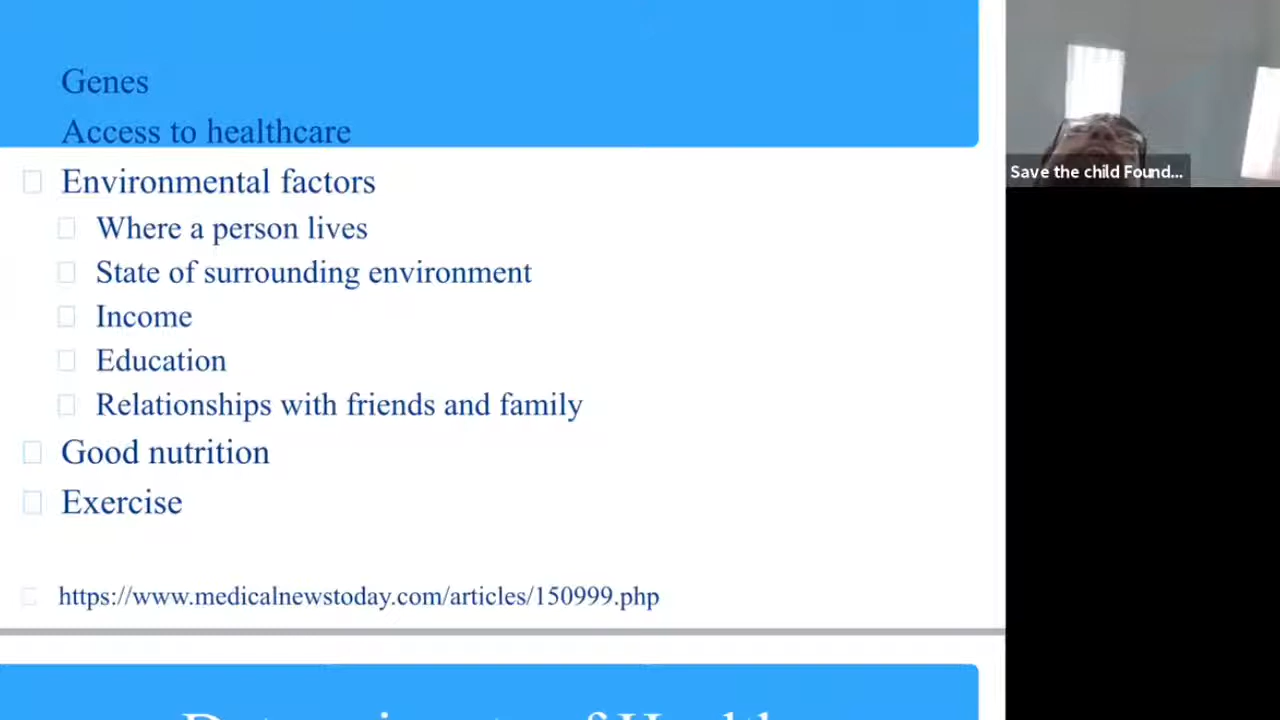 Genes
Access to healthcare
Environmental factors
Where a person lives
State of surrounding environment
Income
Education
Relationships with friends and family
Good nutrition
Exercise
https://www.medicalnewstoday.com/articles/150999.php
Save the child Found...